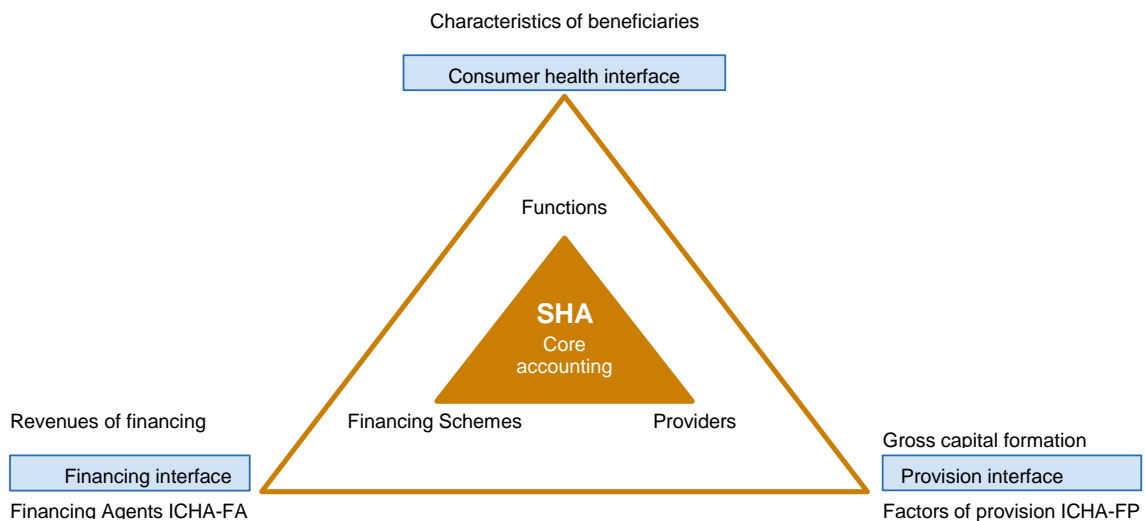 Characteristics of beneficiaries
Consumer health interface
Functions
SHA
Core
accounting
Financing Schemes
Providers
Revenues of financing
Financing interface
Financing Agents ICHA-FA
Gross capital formation
Provision interface
Factors of provision ICHA-FP